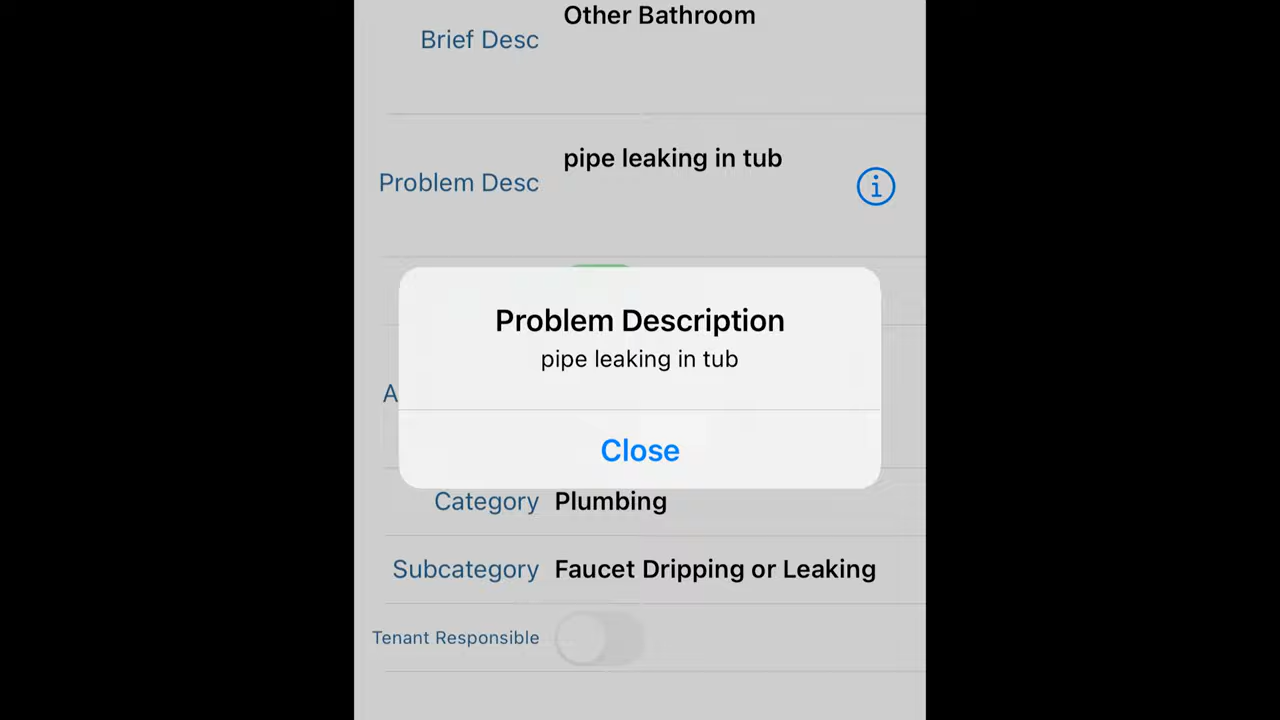 Other Bathroom
Brief Desc
pipe leaking in tub
Problem Desc
Problem Description
pipe leaking in tub
A
Close
Category Plumbing
Subcategory Faucet Dripping or Leaking
Tenant Responsible